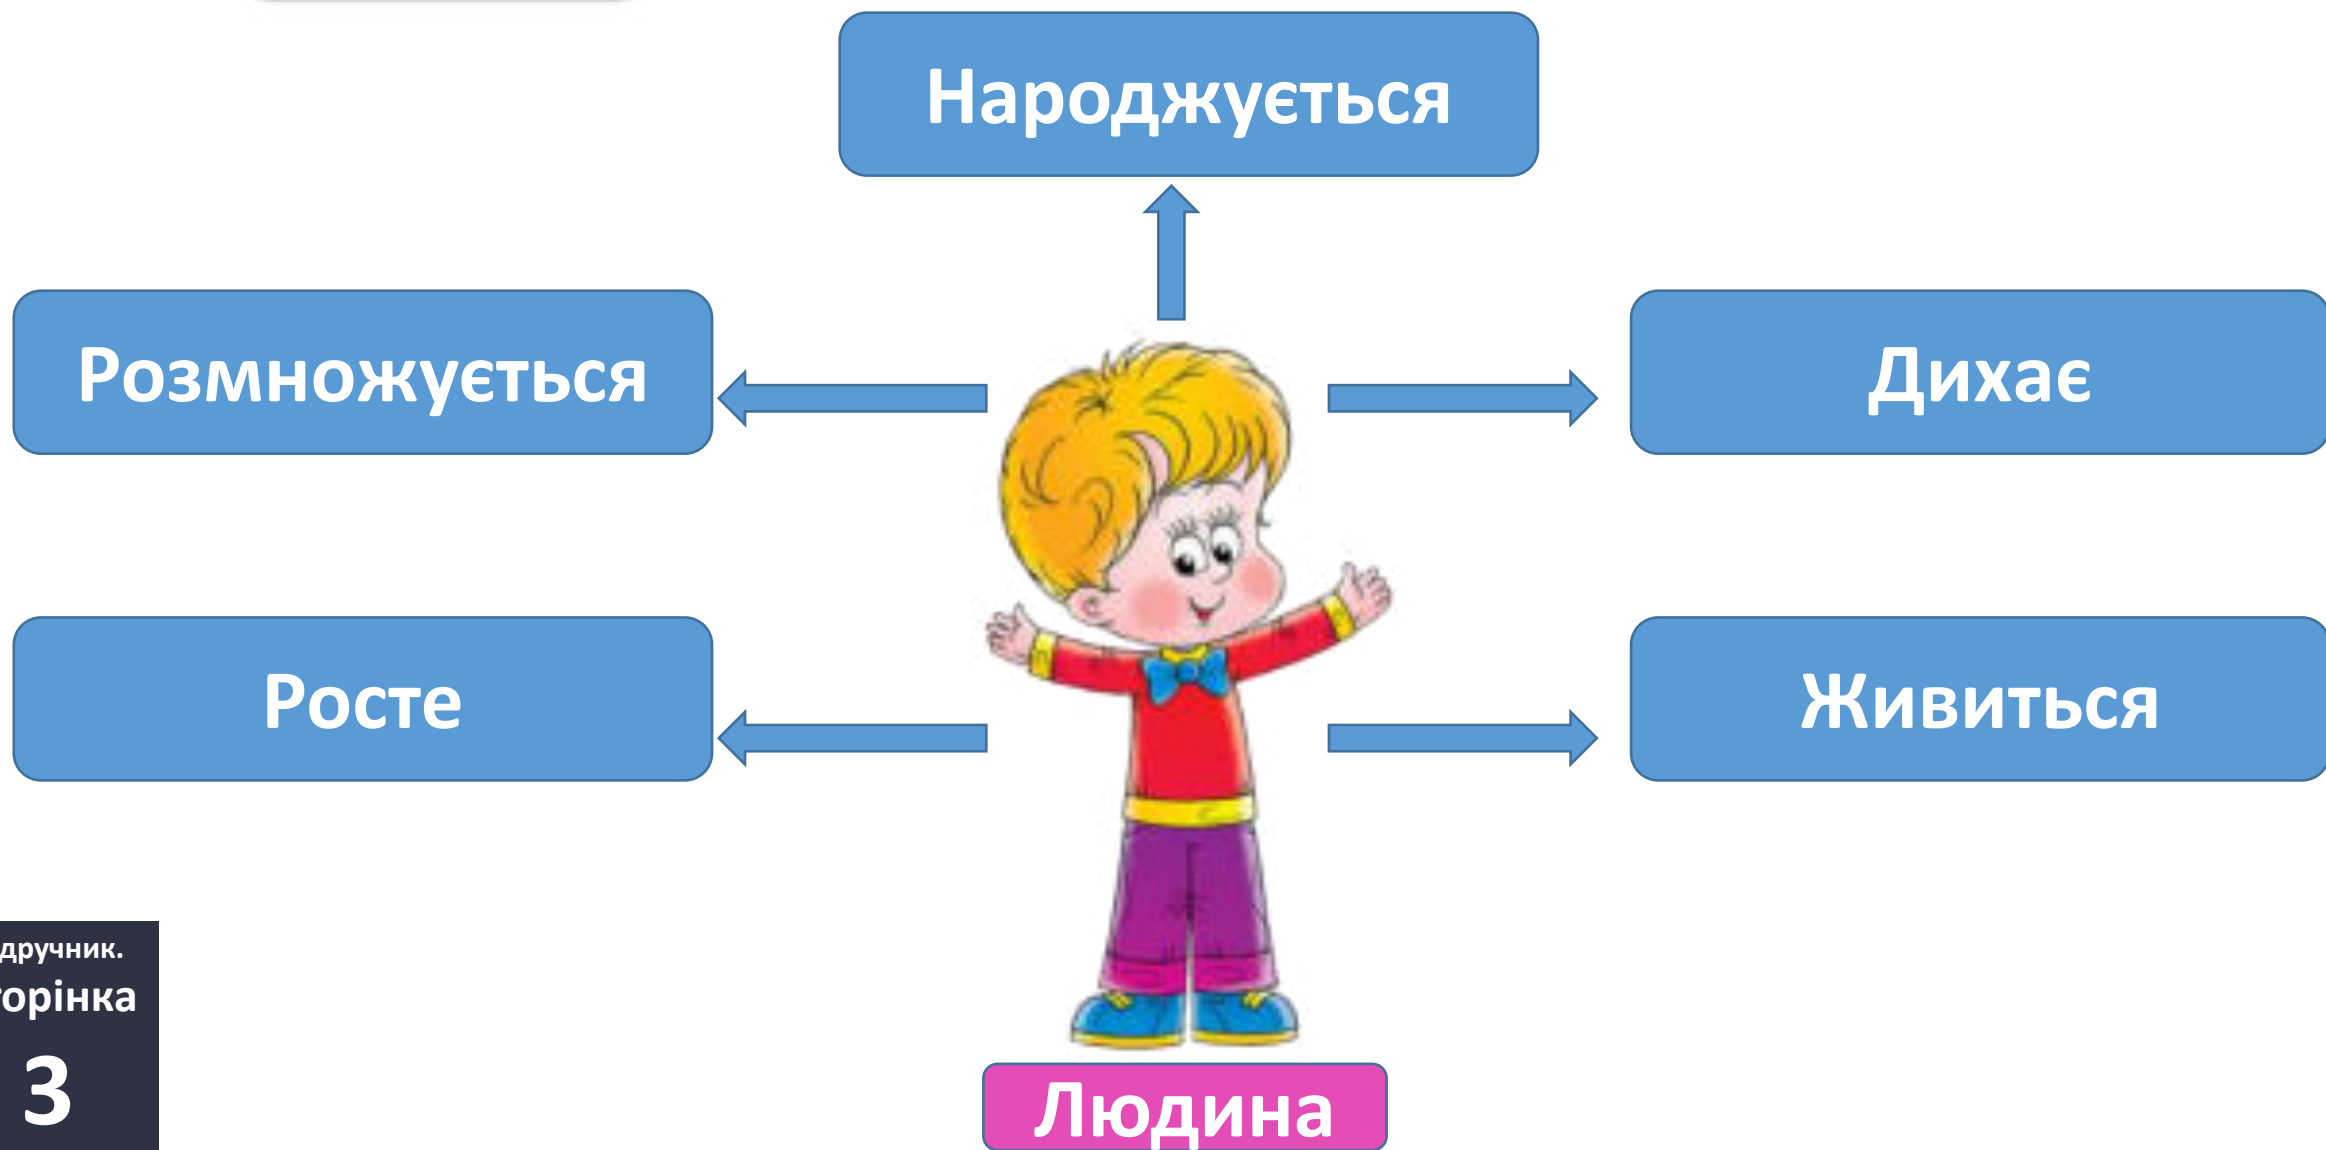 Народжується
Розмножується
Дихає
Росте
Живиться
дручник.
орінка
3
Людина